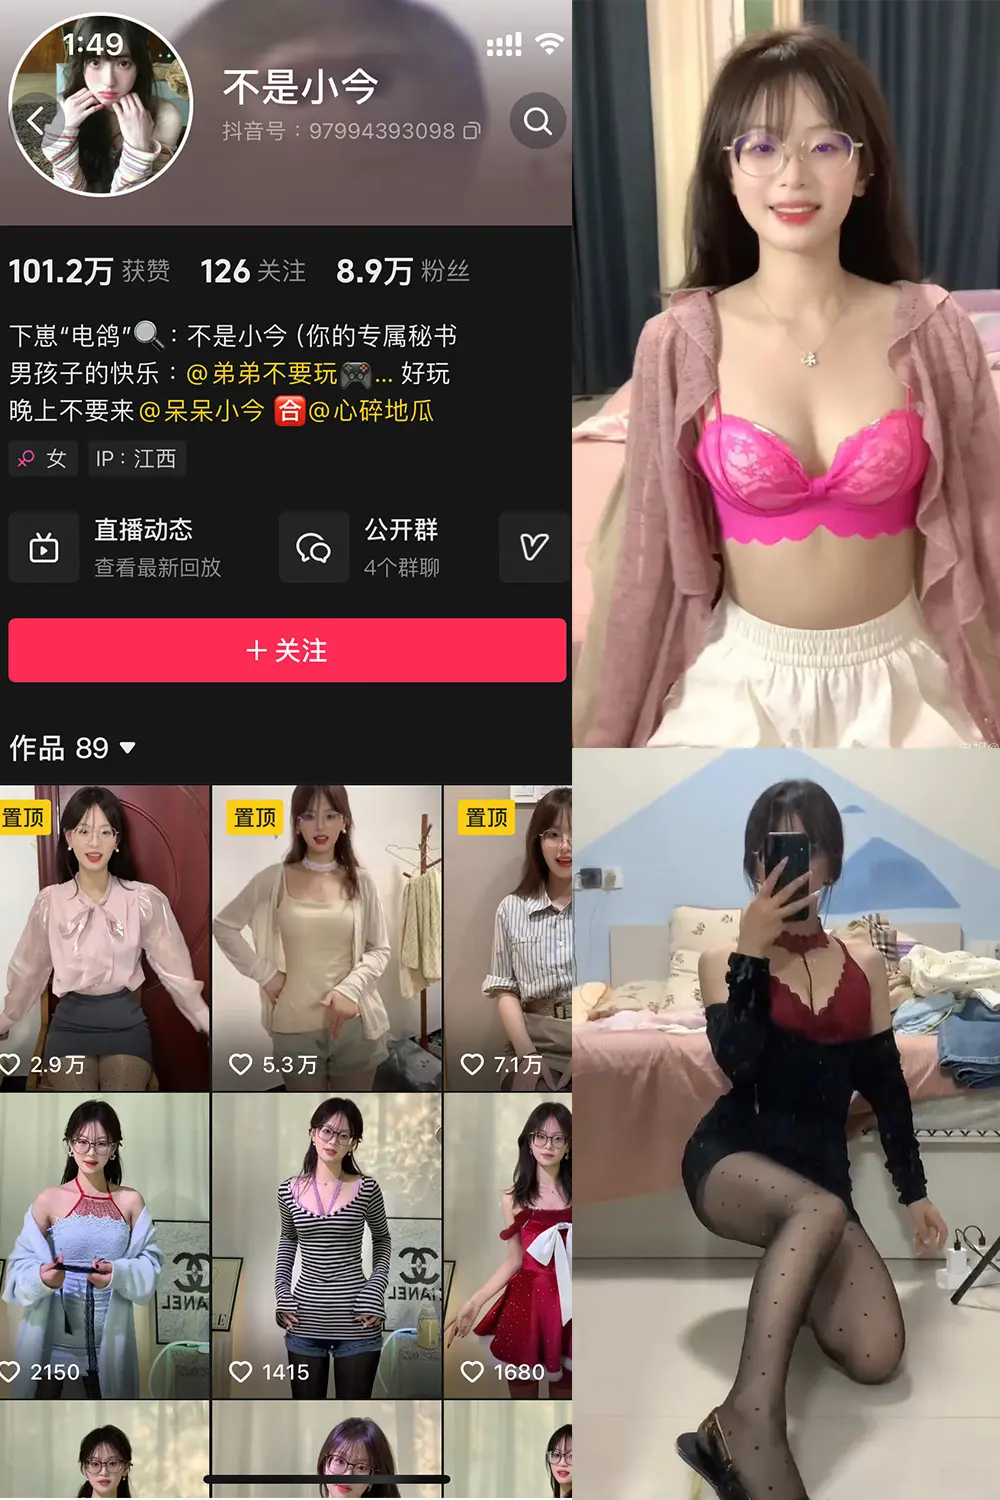 1:49
不是小今
抖音号：97994393098
101.2万 获赞 126 关注 8.9万 粉丝
下崽“电鸽”🔍：不是小今 (你的专属秘书
男孩子的快乐：@弟弟不要玩🎮... 好玩
晚上不要来@呆呆小今 🈴@心碎地瓜
女 IP：江西
直播动态
查看最新回放
公开群
4个群聊
＋关注
作品 89
置顶 置顶 置顶
2.9万 5.3万 7.1万
CHANEL
2150 1415 1680